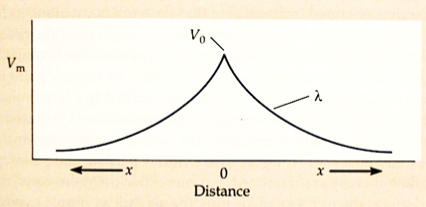 V₀
Vₘ
λ
x 0 x
Distance